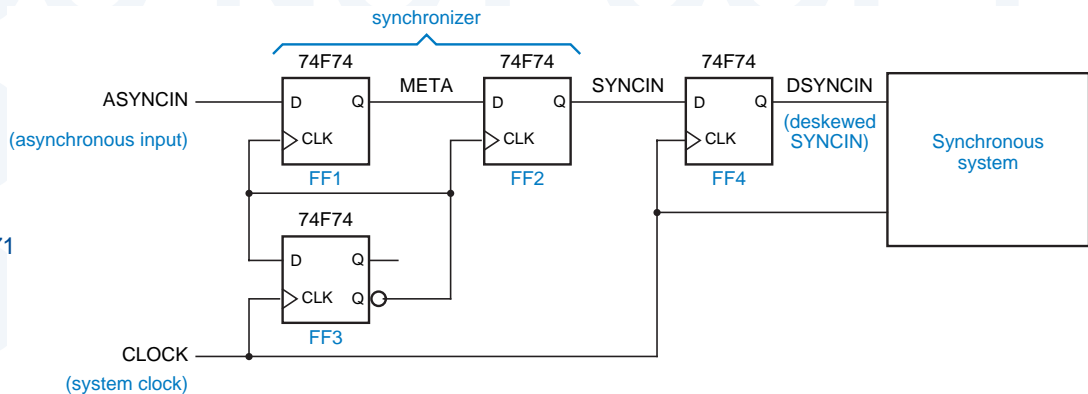 synchronizer
74F74
74F74
74F74
ASYNCIN
(asynchronous input)
D
Q
CLK
FF1
META
D
Q
CLK
FF2
SYNCIN
D
Q
CLK
FF4
DSYNCIN
(deskewed
SYNCIN)
Synchronous
system
74F74
D
Q
CLK
Q
FF3
CLOCK
(system clock)